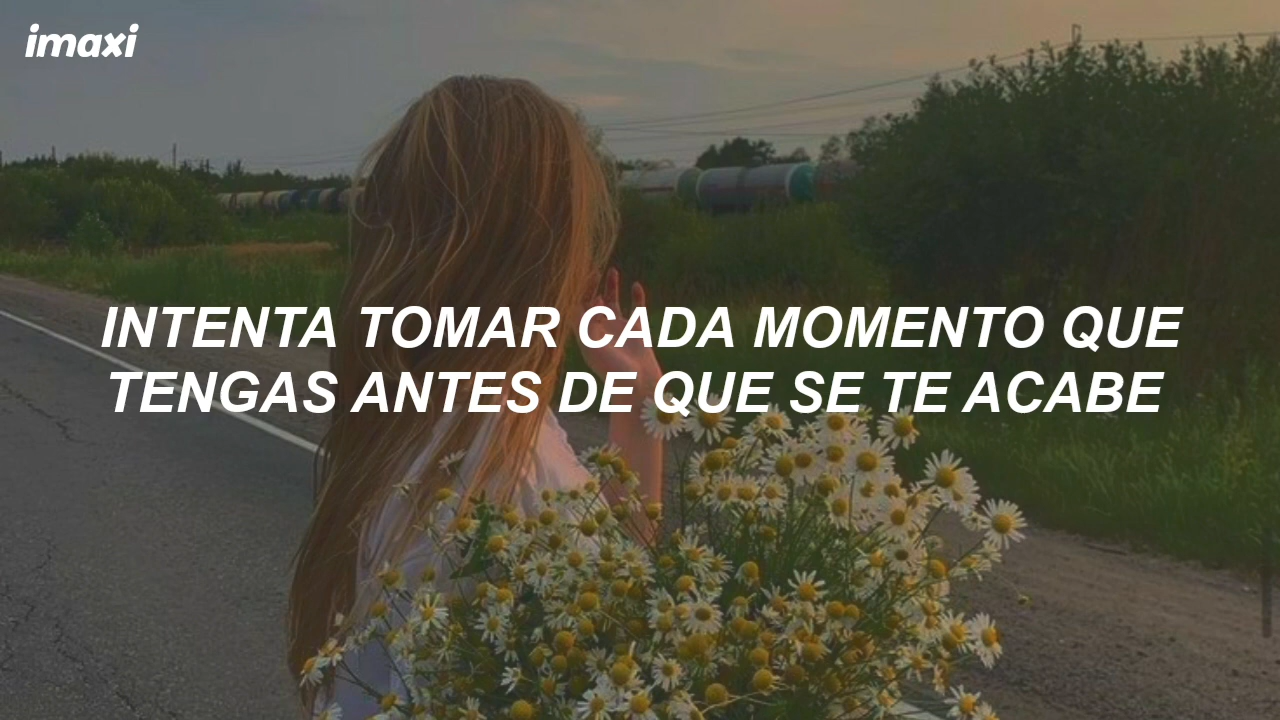 imaxi
INTENTA TOMAR CADA MOMENTO QUE
TENGAS ANTES DE QUE SE TE ACABE